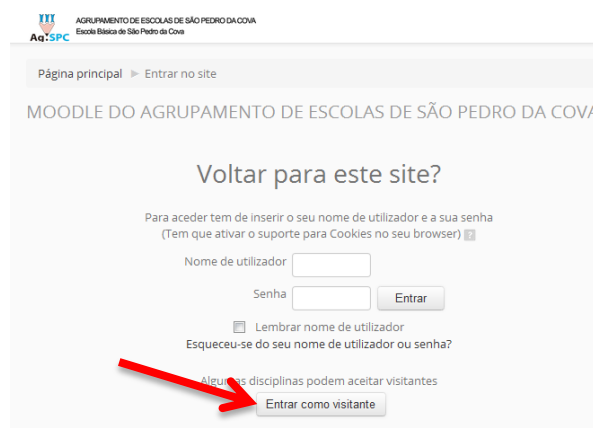 AGRUPAMENTO DE ESCOLAS DE SÃO PEDRO DA COVA
Escola Básica de São Pedro da Cova
Ag.SPC
Página principal ► Entrar no site
MOODLE DO AGRUPAMENTO DE ESCOLAS DE SÃO PEDRO DA COVA
Voltar para este site?
Para aceder tem de inserir o seu nome de utilizador e a sua senha
(Tem que ativar o suporte para Cookies no seu browser) ?
Nome de utilizador
Senha Entrar
Lembrar nome de utilizador
Esqueceu-se do seu nome de utilizador ou senha?
Algumas disciplinas podem aceitar visitantes
Entrar como visitante